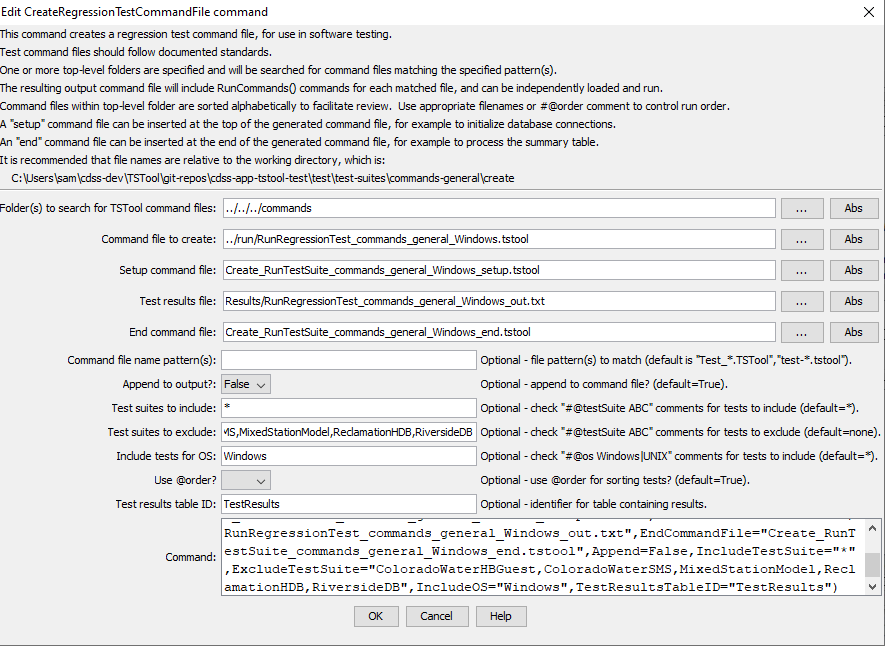 Edit CreateRegressionTestCommandFile command
This command creates a regression test command file, for use in software testing.
Test command files should follow documented standards.
One or more top-level folders are specified and will be searched for command files matching the specified pattern(s).
The resulting output command file will include RunCommands() commands for each matched file, and can be independently loaded and run.
Command files within top-level folder are sorted alphabetically to facilitate review.  Use appropriate filenames or #@order comment to control run order.
A "setup" command file can be inserted at the top of the generated command file, for example to initialize database connections.
An "end" command file can be inserted at the end of the generated command file, for example to process the summary table.
It is recommended that file names are relative to the working directory, which is:
C:\Users\sam\cdss-dev\TSTool\git-repos\cdss-app-tstool-test\test\test-suites\commands-general\create
Folder(s) to search for TSTool command files: ../../../commands ... Abs
Command file to create: ../run/RunRegressionTest_commands_general_Windows.tstool ... Abs
Setup command file: Create_RunTestSuite_commands_general_Windows_setup.tstool ... Abs
Test results file: Results/RunRegressionTest_commands_general_Windows_out.txt ... Abs
End command file: Create_RunTestSuite_commands_general_Windows_end.tstool ... Abs
Command file name pattern(s): Optional - file pattern(s) to match (default is "Test_*.TSTool","test-*.tstool").
Append to output?: False Optional - append to command file? (default=True).
Test suites to include: * Optional - check "#@testSuite ABC" comments for tests to include (default=*).
Test suites to exclude: MS,MixedStationModel,ReclamationHDB,RiversideDB Optional - check "#@testSuite ABC" comments for tests to exclude (default=none).
Include tests for OS: Windows Optional - check "#@os Windows|UNIX" comments for tests to include (default=*).
Use @order? Optional - use @order for sorting tests? (default=True).
Test results table ID: TestResults Optional - identifier for table containing results.
RunRegressionTest_commands_general_Windows_out.txt",EndCommandFile="Create_RunT
Command: estSuite_commands_general_Windows_end.tstool",Append=False,IncludeTestSuite="*"
,ExcludeTestSuite="ColoradoWaterHBGuest,ColoradoWaterSMS,MixedStationModel,Recl
amationHDB,RiversideDB",IncludeOS="Windows",TestResultsTableID="TestResults")
OK Cancel Help